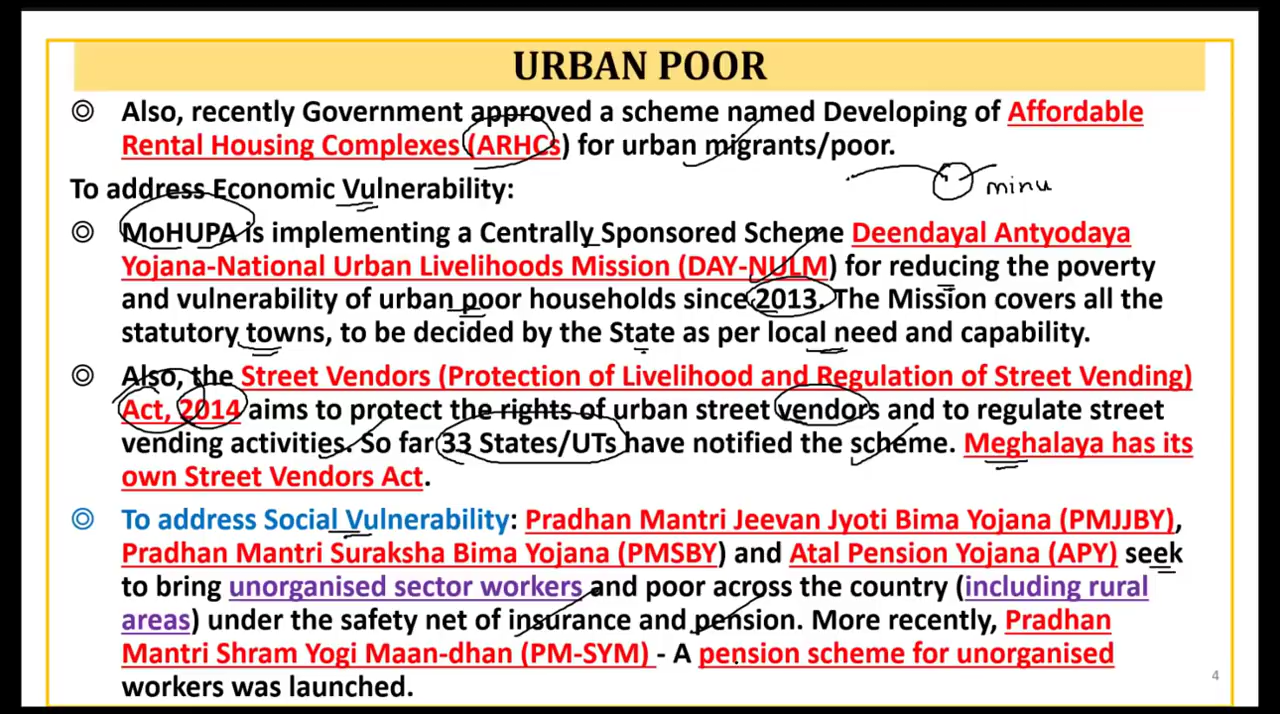 URBAN POOR
◎ Also, recently Government approved a scheme named Developing of Affordable
Rental Housing Complexes (ARHCs) for urban migrants/poor.
To address Economic Vulnerability:
minu
◎ MoHUPA is implementing a Centrally Sponsored Scheme Deendayal Antyodaya
Yojana-National Urban Livelihoods Mission (DAY-NULM) for reducing the poverty
and vulnerability of urban poor households since 2013. The Mission covers all the
statutory towns, to be decided by the State as per local need and capability.
◎ Also, the Street Vendors (Protection of Livelihood and Regulation of Street Vending)
Act, 2014 aims to protect the rights of urban street vendors and to regulate street
vending activities. So far 33 States/UTs have notified the scheme. Meghalaya has its
own Street Vendors Act.
◎ To address Social Vulnerability: Pradhan Mantri Jeevan Jyoti Bima Yojana (PMJJBY),
Pradhan Mantri Suraksha Bima Yojana (PMSBY) and Atal Pension Yojana (APY) seek
to bring unorganised sector workers and poor across the country (including rural
areas) under the safety net of insurance and pension. More recently, Pradhan
Mantri Shram Yogi Maan-dhan (PM-SYM) - A pension scheme for unorganised
workers was launched.
4